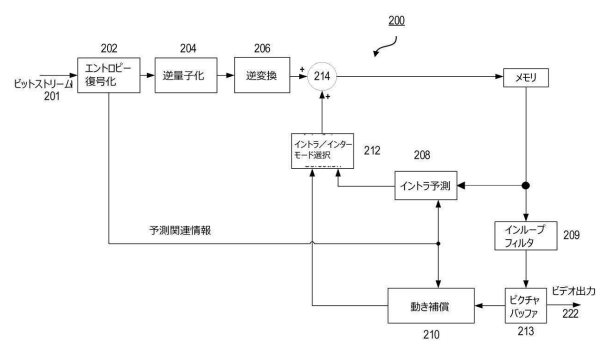 200
202
204
206
エントロピー
復号化
逆量子化
逆変換
+
214
+
メモリ
ビットストリーム
201
イントラ/インター
モード選択
212
208
イントラ予測
予測関連情報
インループ
フィルタ
209
動き補償
210
ピクチャ
バッファ
213
ビデオ出力
222